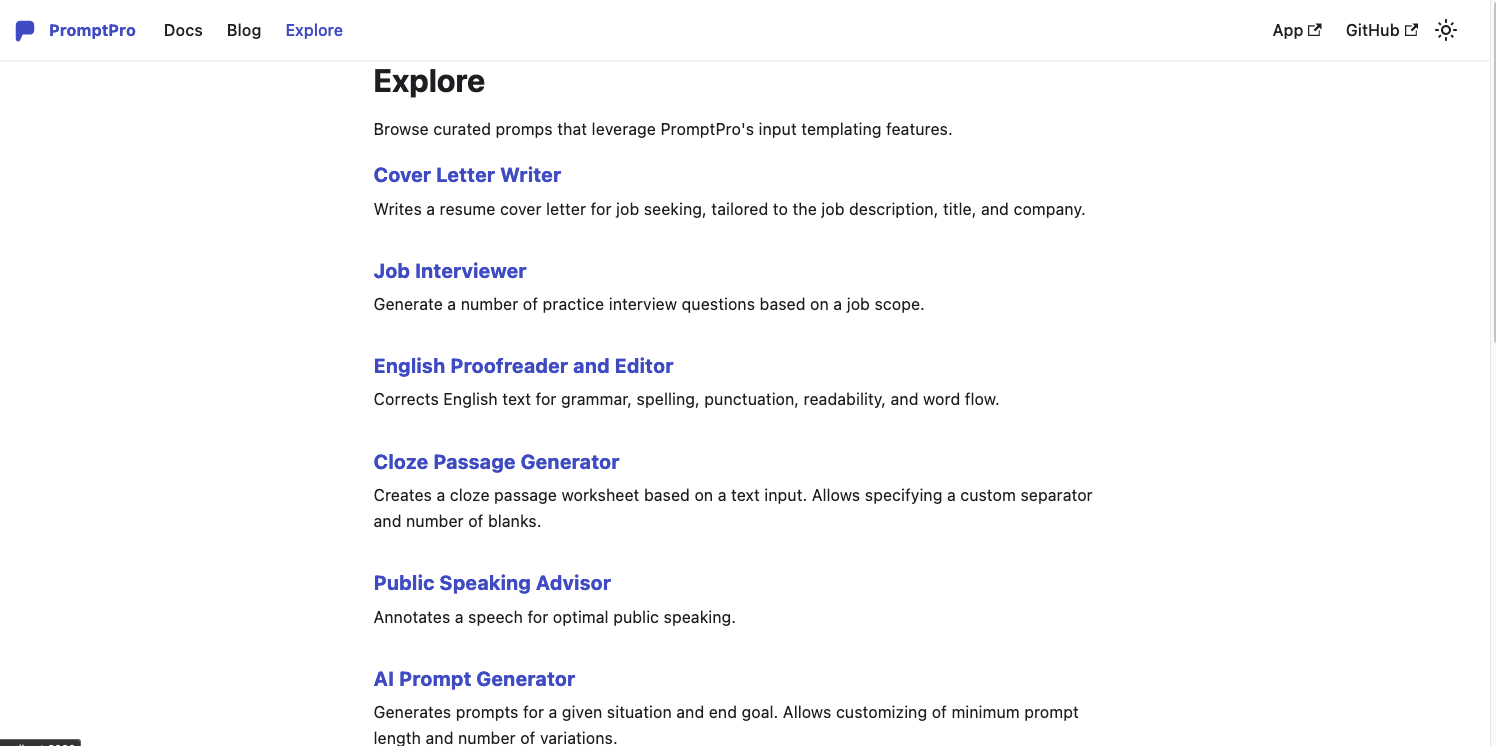 PromptPro Docs Blog Explore App GitHub
Explore
Browse curated promps that leverage PromptPro's input templating features.
Cover Letter Writer
Writes a resume cover letter for job seeking, tailored to the job description, title, and company.
Job Interviewer
Generate a number of practice interview questions based on a job scope.
English Proofreader and Editor
Corrects English text for grammar, spelling, punctuation, readability, and word flow.
Cloze Passage Generator
Creates a cloze passage worksheet based on a text input. Allows specifying a custom separator
and number of blanks.
Public Speaking Advisor
Annotates a speech for optimal public speaking.
AI Prompt Generator
Generates prompts for a given situation and end goal. Allows customizing of minimum prompt
length and number of variations.